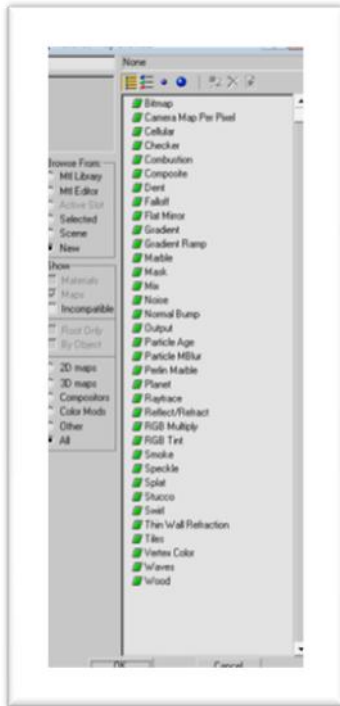 None
Browse From:
Mtl Library
Mtl Editor
Active Slot
Selected
Scene
New
Show
Materials
Maps
Incompatible
Root Only
By Object
2D maps
3D maps
Compositors
Color Mods
Other
All
Bitmap
Camera Map Per Pixel
Cellular
Checker
Combustion
Composite
Dent
Falloff
Flat Mirror
Gradient
Gradient Ramp
Marble
Mask
Mix
Noise
Normal Bump
Output
Particle Age
Particle MBlur
Perlin Marble
Planet
Raytrace
Reflect/Refract
RGB Multiply
RGB Tint
Smoke
Speckle
Splat
Stucco
Swirl
Thin Wall Refraction
Tiles
Vertex Color
Waves
Wood
OK
Cancel